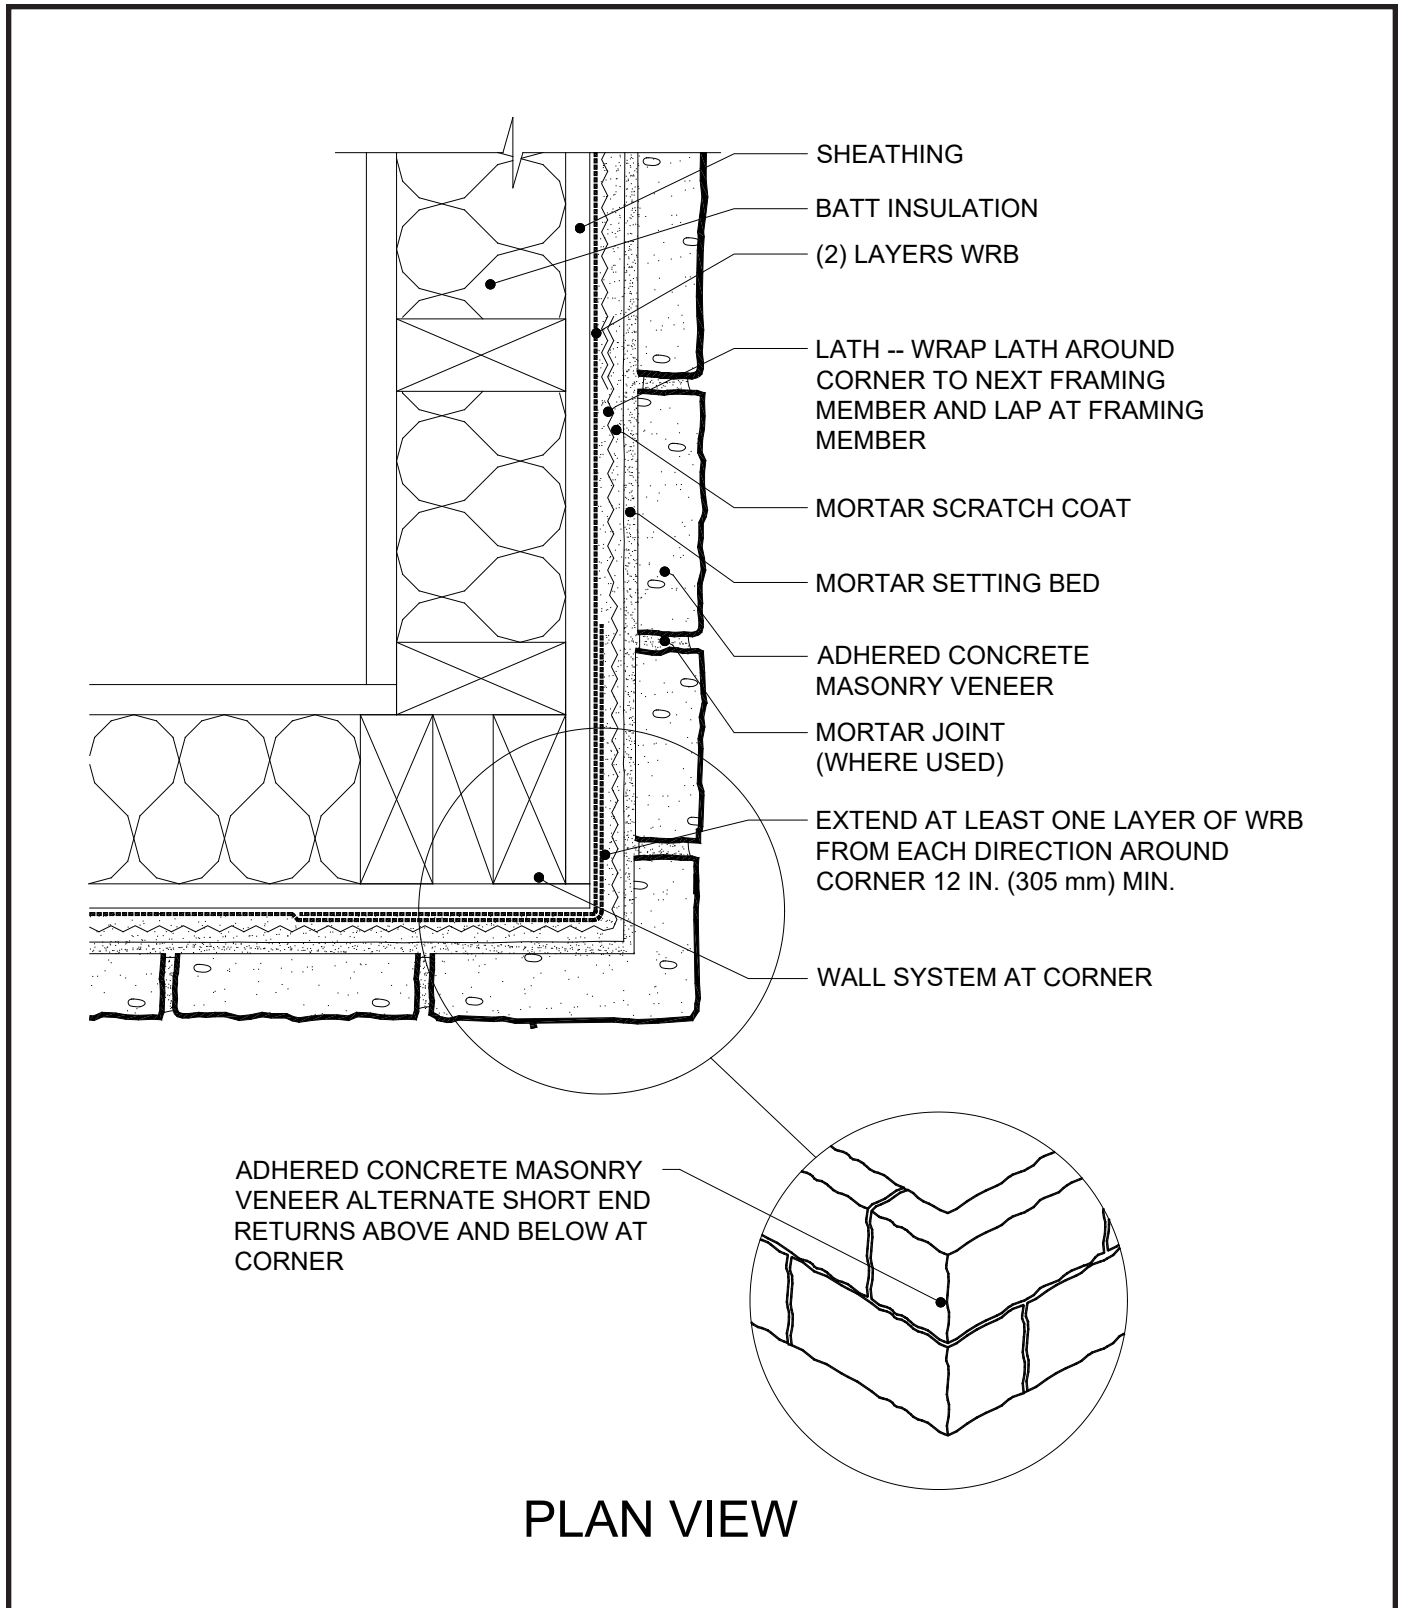 SHEATHING
BATT INSULATION
(2) LAYERS WRB
LATH -- WRAP LATH AROUND
CORNER TO NEXT FRAMING
MEMBER AND LAP AT FRAMING
MEMBER
MORTAR SCRATCH COAT
MORTAR SETTING BED
ADHERED CONCRETE
MASONRY VENEER
MORTAR JOINT
(WHERE USED)
EXTEND AT LEAST ONE LAYER OF WRB
FROM EACH DIRECTION AROUND
CORNER 12 IN. (305 mm) MIN.
WALL SYSTEM AT CORNER
ADHERED CONCRETE MASONRY
VENEER ALTERNATE SHORT END
RETURNS ABOVE AND BELOW AT
CORNER
PLAN VIEW